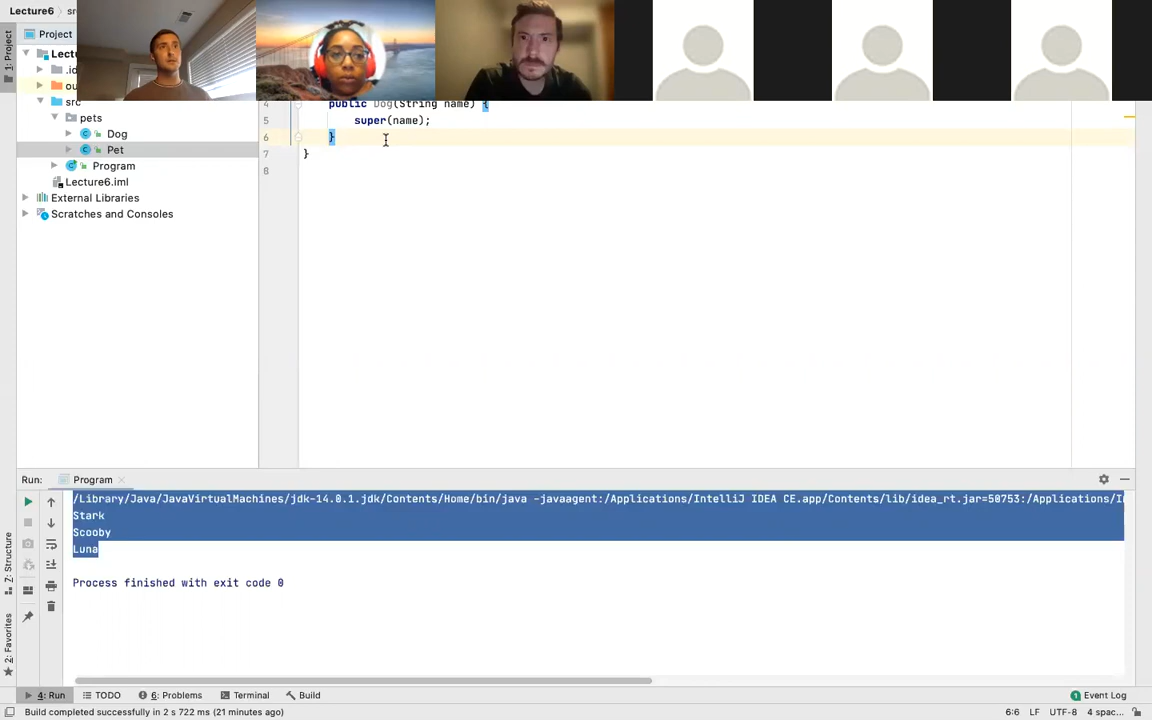 Lecture6
sr
1: Project
Project
Lectu
.id
ou
src
pets
Dog
Pet
Program
Lecture6.iml
External Libraries
Scratches and Consoles
4 public Dog(String name) {
5 super(name);
6 }
7 }
8
Run: Program
/Library/Java/JavaVirtualMachines/jdk-14.0.1.jdk/Contents/Home/bin/java -javaagent:/Applications/IntelliJ IDEA CE.app/Contents/lib/idea_rt.jar=50753:/Applications/I
Stark
Scooby
Luna
Process finished with exit code 0
Z: Structure
2: Favorites
4: Run
TODO
6: Problems
Terminal
Build
1 Event Log
Build completed successfully in 2 s 722 ms (21 minutes ago)
6:6 LF UTF-8 4 spac...